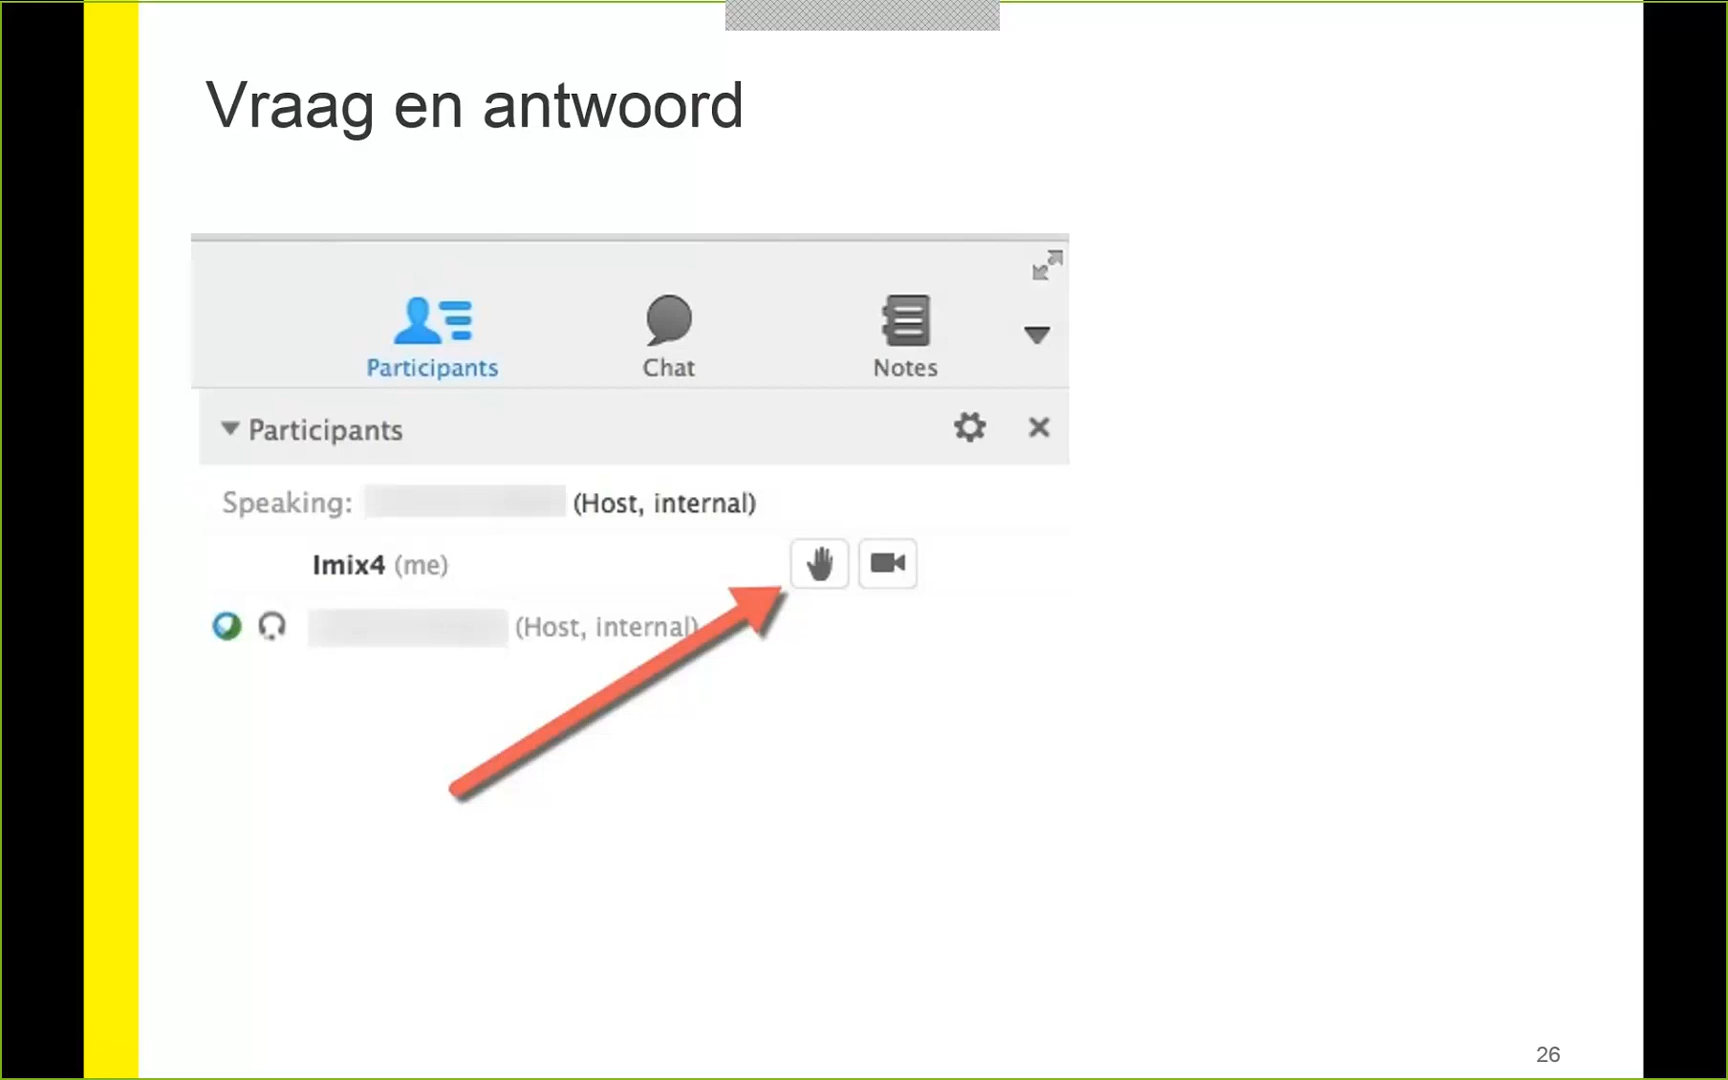 Vraag en antwoord
Participants
Chat
Notes
Participants
Speaking: (Host, internal)
Imix4 (me)
(Host, internal)
26